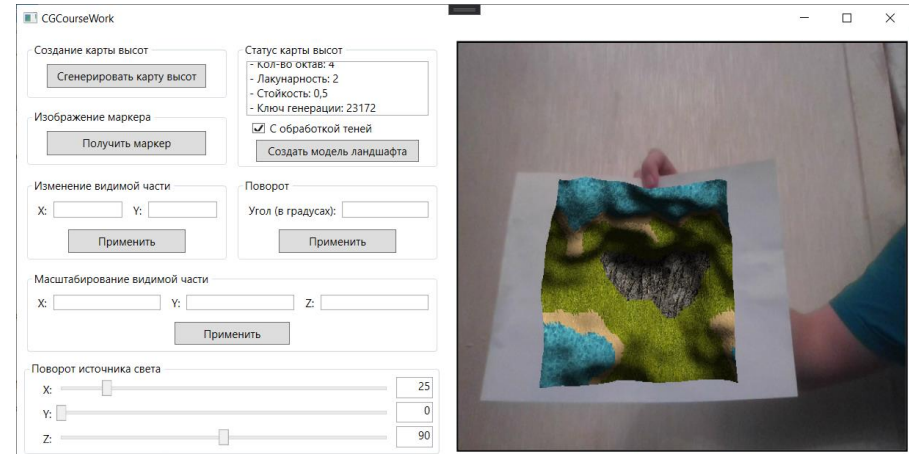 CGCourseWork
Создание карты высот
Сгенерировать карту высот
Изображение маркера
Получить маркер
Статус карты высот
- Кол-во октав: 4
- Лакунарность: 2
- Стойкость: 0,5
- Ключ генерации: 23172
С обработкой теней
Создать модель ландшафта
Изменение видимой части
X:
Y:
Применить
Поворот
Угол (в градусах):
Применить
Масштабирование видимой части
X:
Y:
Z:
Применить
Поворот источника света
X:
25
Y:
0
Z:
90